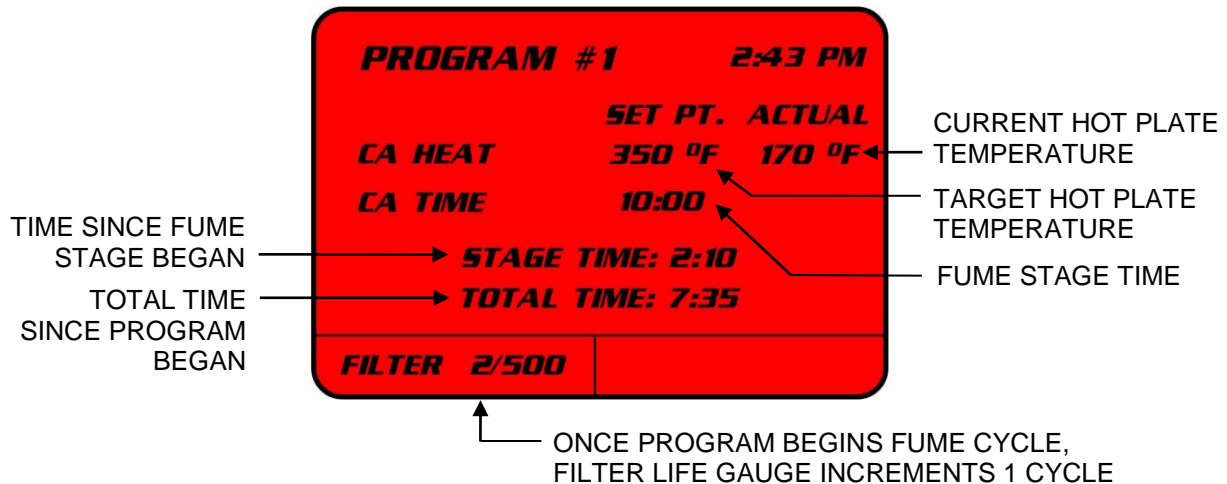 PROGRAM #1 2:43 PM
SET PT. ACTUAL
CA HEAT 350 ⁰F 170 ⁰F
CA TIME 10:00
STAGE TIME: 2:10
TOTAL TIME: 7:35
FILTER 2/500
CURRENT HOT PLATE
TEMPERATURE
TARGET HOT PLATE
TEMPERATURE
FUME STAGE TIME
TIME SINCE FUME
STAGE BEGAN
TOTAL TIME
SINCE PROGRAM
BEGAN
ONCE PROGRAM BEGINS FUME CYCLE,
FILTER LIFE GAUGE INCREMENTS 1 CYCLE